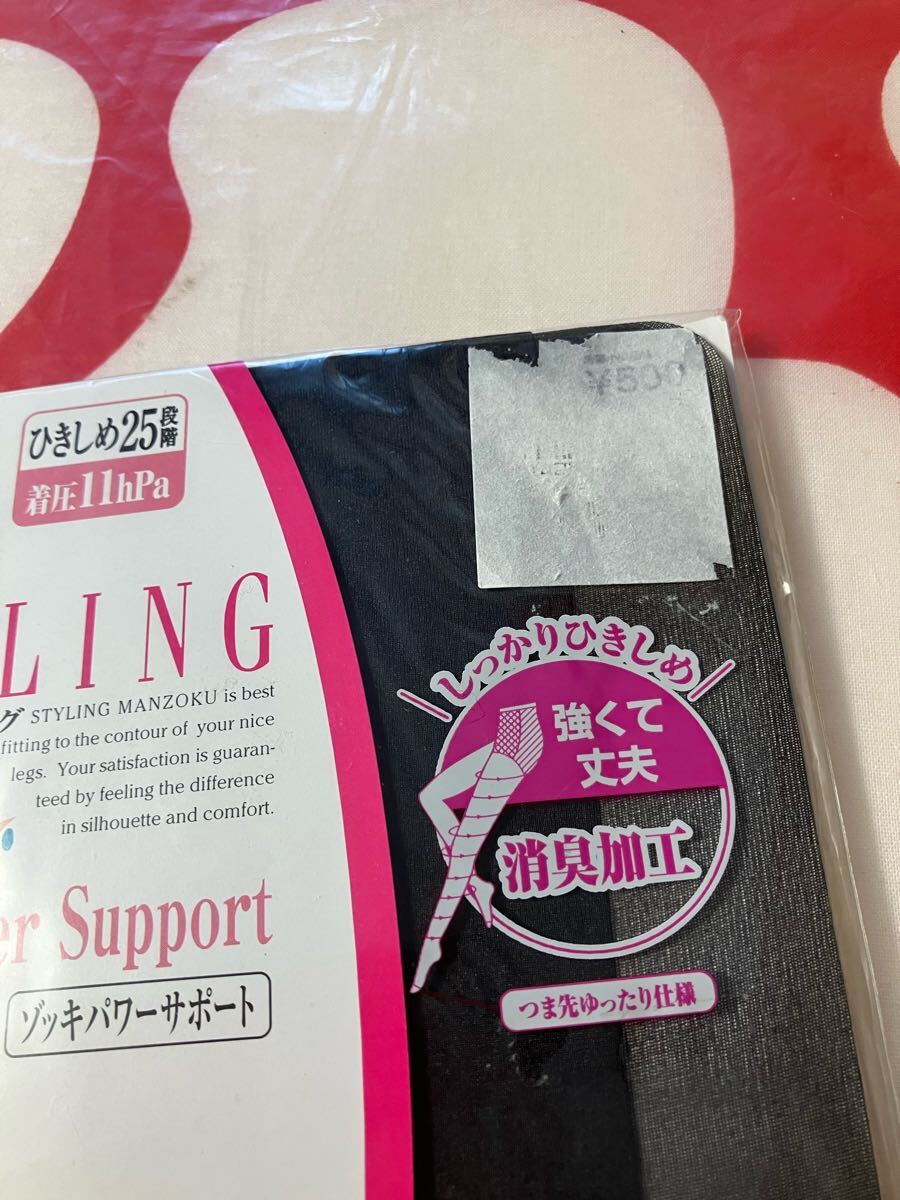 ¥500
ひきしめ25段階
着圧11hPa
LING
グ STYLING MANZOKU is best
fitting to the contour of your nice
legs. Your satisfaction is guaran-
teed by feeling the difference
in silhouette and comfort.
er Support
ゾッキパワーサポート
しっかりひきしめ
強くて
丈夫
消臭加工
つま先ゆったり仕様